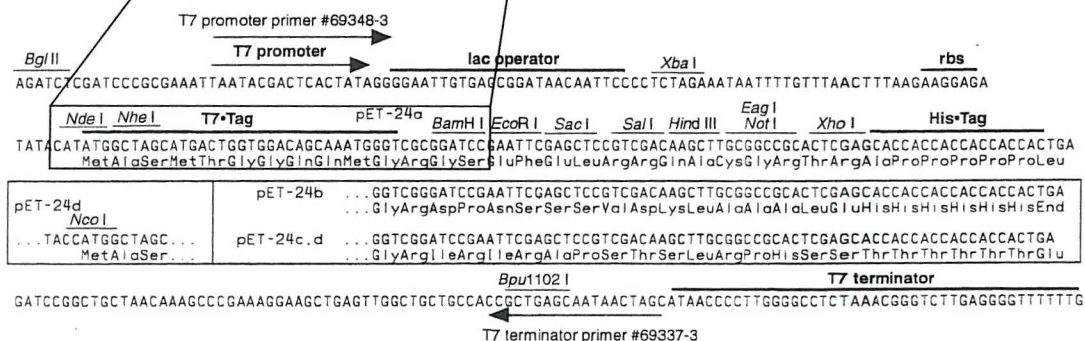 T7 promoter primer #69348-3
Bgl II T7 promoter lac operator Xba I rbs
AGATCTCGATCCCGCGAAATTAATACGACTCACTATAGGGGAATTGTGAGCGGATAACAATTCCCCTCTAGAAATAATTTTGTTTAACTTTAAGAAGGAGA
Nde I Nhe I T7•Tag pET-24a BamH I EcoR I Sac I Sal I Hind III Eag I Not I Xho I His•Tag
TATACATATGGCTAGCATGACTGGTGGACAGCAAATGGGTCGCGGATCCGAATTCGAGCTCCGTCGACAAGCTTGCGGCCGCACTCGAGCACCACCACCACCACCACTGA
MetAlaSerMetThrGlyGlyGlnGlnMetGlyArgGlySerGluPheGluLeuArgArgGlnAlaCysGlyArgThrArgAlaProProProProProLeu
pET-24b ...GGTCGGGATCCGAATTCGAGCTCCGTCGACAAGCTTGCGGCCGCACTCGAGCACCACCACCACCACCACTGA
...GlyArgAspProAsnSerSerSerValAspLysLeuAlaAlaAlaLeuGluHisHisHisHisHisHisEnd
pET-24d
Nco I
...TACCATGGCTAGC...
MetAlaSer...
pET-24c,d ...GGTCGGATCCGAATTCGAGCTCCGTCGACAAGCTTGCGGCCGCACTCGAGCACCACCACCACCACCACTGA
...GlyArgIleArgIleArgAlaProSerThrSerLeuArgProHisSerSerThrThrThrThrThrThrGlu
Bpu1102 I T7 terminator
GATCCGGCTGCTAACAAAGCCCGAAAGGAAGCTGAGTTGGCTGCTGCCACCGCTGAGCAATAACTAGCATAACCCCTTGGGGCCTCTAAACGGGTCTTGAGGGGTTTTTTG
T7 terminator primer #69337-3